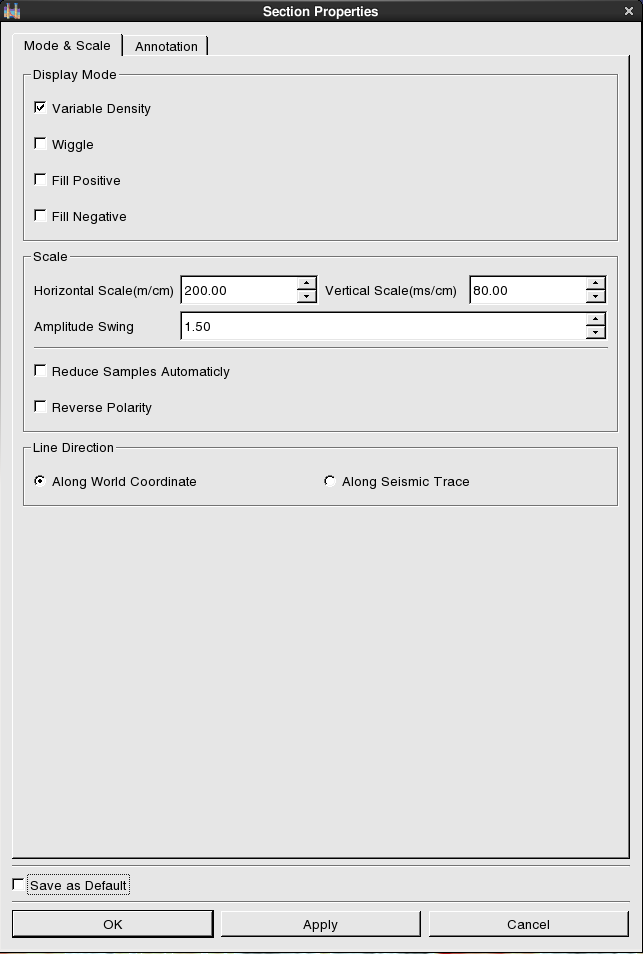 Section Properties
Mode & Scale Annotation
Display Mode
Variable Density
Wiggle
Fill Positive
Fill Negative
Scale
Horizontal Scale(m/cm) 200.00 Vertical Scale(ms/cm) 80.00
Amplitude Swing 1.50
Reduce Samples Automaticly
Reverse Polarity
Line Direction
Along World Coordinate Along Seismic Trace
Save as Default
OK Apply Cancel